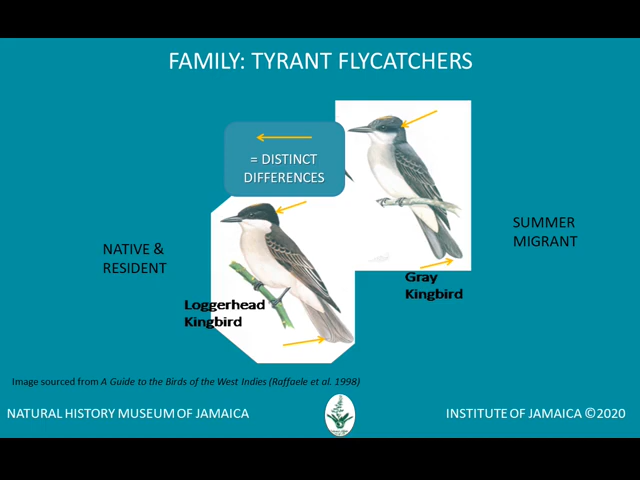 FAMILY: TYRANT FLYCATCHERS
= DISTINCT
DIFFERENCES
SUMMER
MIGRANT
NATIVE &
RESIDENT
Gray
Kingbird
Loggerhead
Kingbird
Image sourced from A Guide to the Birds of the West Indies (Raffaele et al. 1998)
NATURAL HISTORY MUSEUM OF JAMAICA
INSTITUTE OF JAMAICA ©2020